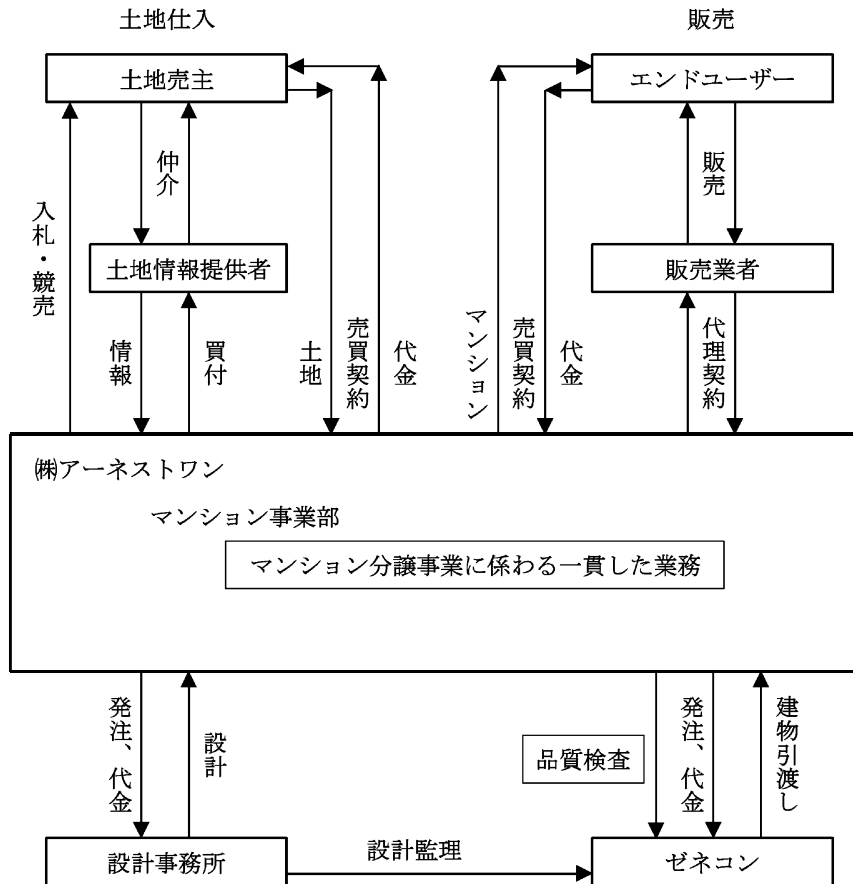 土地仕入
販売
土地売主
エンドユーザー
仲介
販売
入札・競売
土地情報提供者
販売業者
情報
買付
土地
売買契約
代金
マンション
売買契約
代金
代理契約
㈱アーネストワン
マンション事業部
マンション分譲事業に係わる一貫した業務
発注、代金
設計
品質検査
発注、代金
建物引渡し
設計事務所
設計監理
ゼネコン